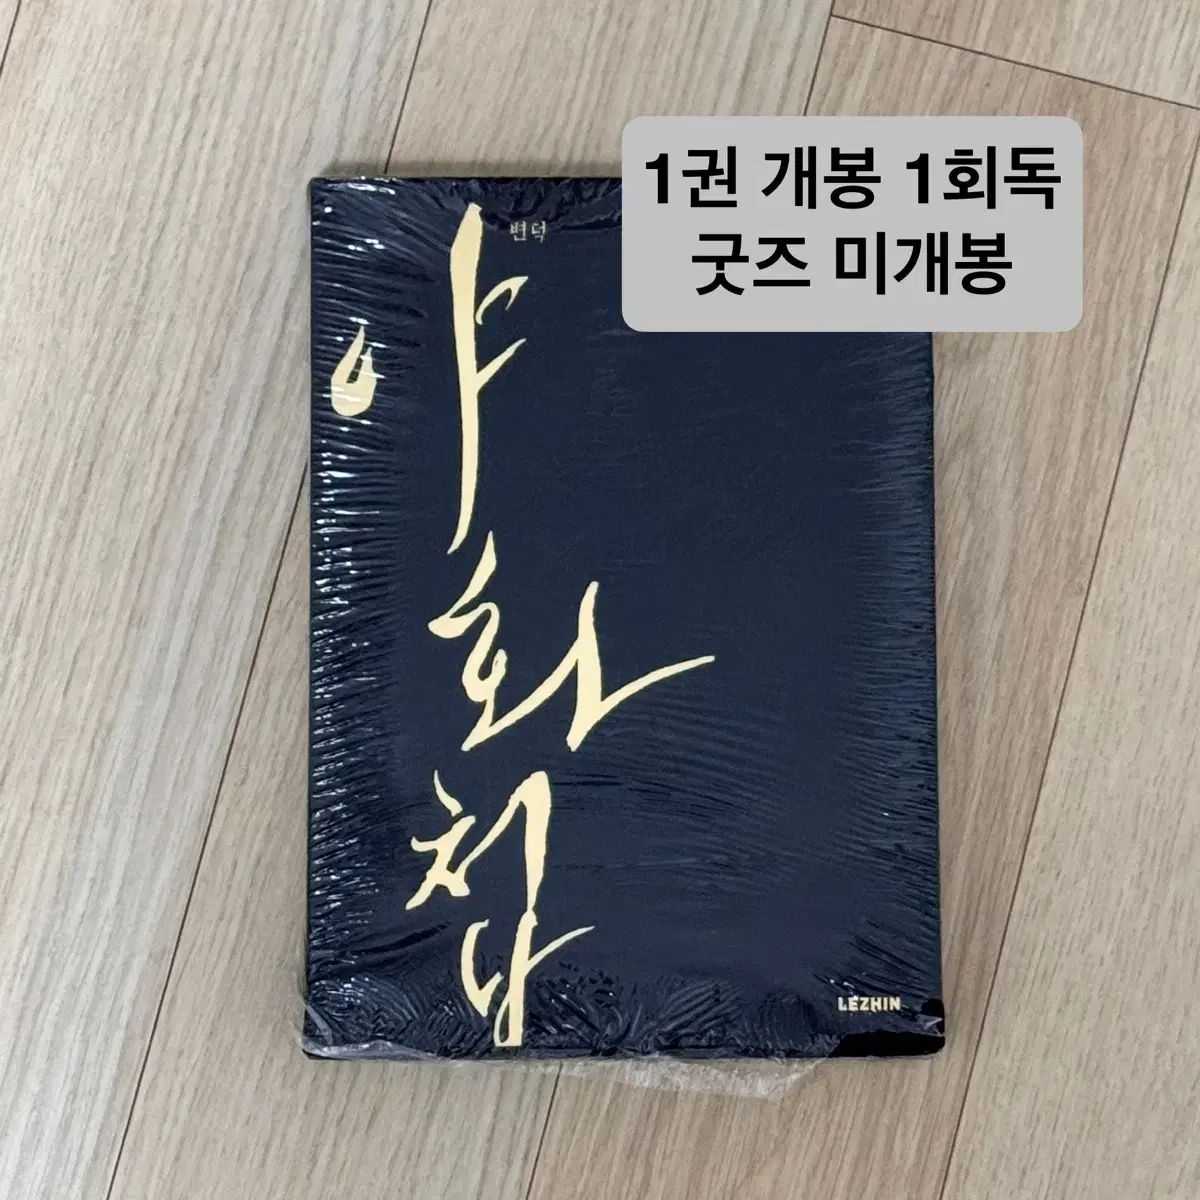 1권 개봉 1회독
굿즈 미개봉
변덕
야화첩
LEZHIN